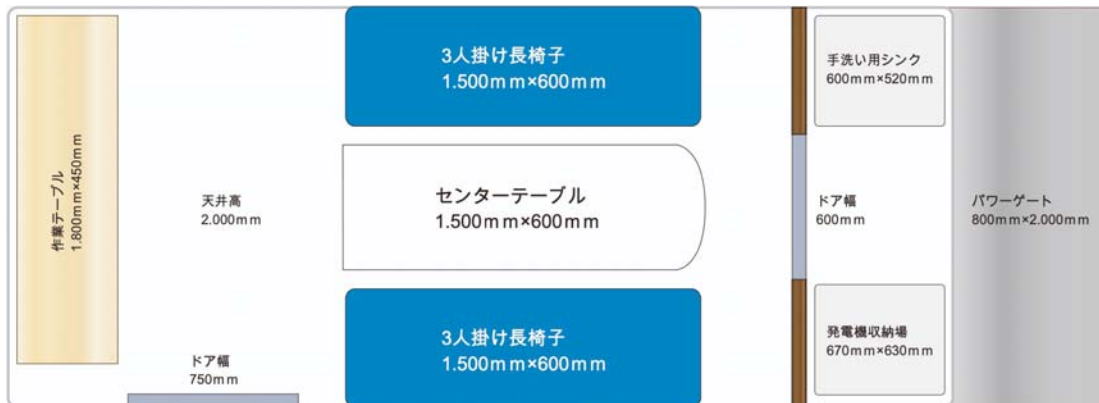 作業テーブル
1.800mm×450mm
天井高
2.000mm
ドア幅
750mm
3人掛け長椅子
1.500mm×600mm
センターテーブル
1.500mm×600mm
3人掛け長椅子
1.500mm×600mm
手洗い用シンク
600mm×520mm
ドア幅
600mm
発電機収納場
670mm×630mm
パワーゲート
800mm×2.000mm